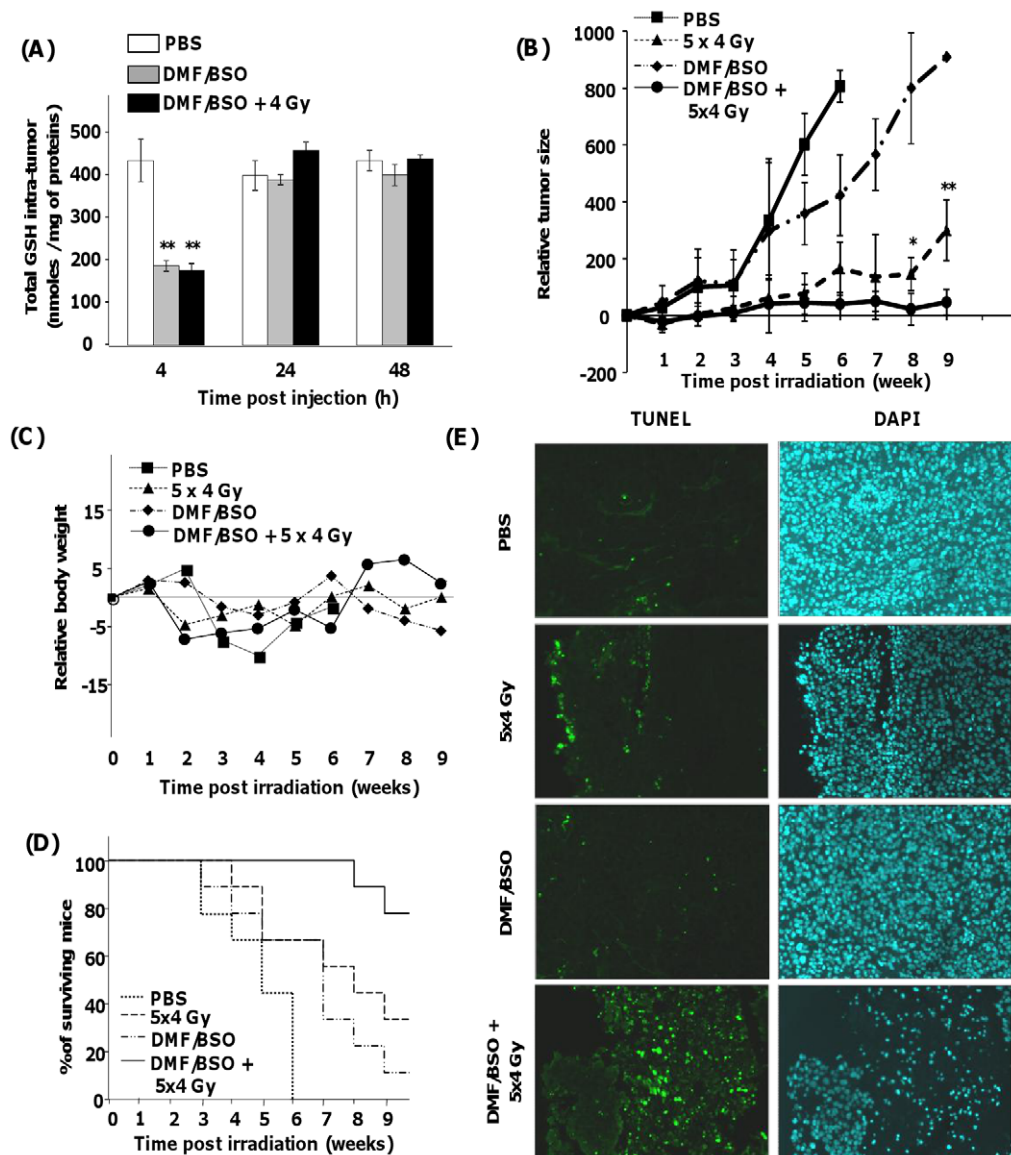 (A)
PBS
DMF/BSO
DMF/BSO + 4 Gy
Total GSH intra-tumor
(nmoles /mg of proteins)
500
400
300
200
100
0
** **
4 24 48
Time post injection (h)
(B)
PBS
5 x 4 Gy
DMF/BSO
DMF/BSO +
5x4 Gy
Relative tumor size
1000
800
600
400
200
0
-200
*
**
1 2 3 4 5 6 7 8 9
Time post irradiation (week)
(C)
PBS
5 x 4 Gy
DMF/BSO
DMF/BSO + 5 x 4 Gy
Relative body weight
15
5
-5
-15
0 1 2 3 4 5 6 7 8 9
Time post irradiation (weeks)
(D)
% of surviving mice
100
80
60
40
20
0
PBS
5x4 Gy
DMF/BSO
DMF/BSO +
5x4 Gy
0 1 2 3 4 5 6 7 8 9
Time post irradiation (weeks)
(E)
TUNEL DAPI
PBS
5x4 Gy
DMF/BSO
DMF/BSO +
5x4 Gy